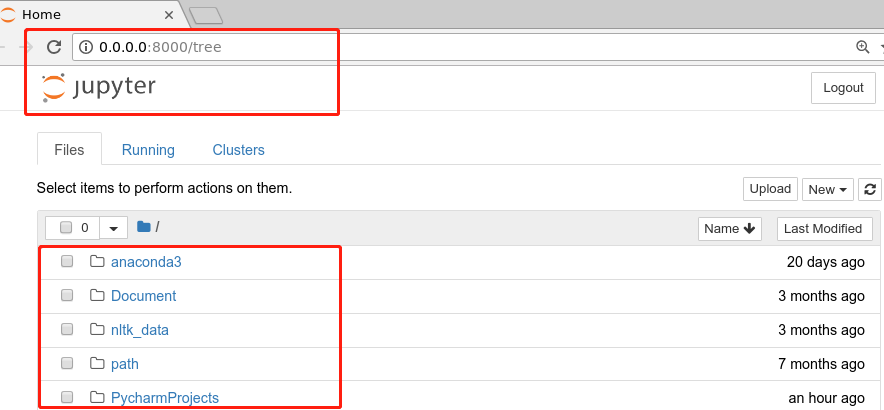 Home
0.0.0.0:8000/tree
jupyter
Logout
Files Running Clusters
Select items to perform actions on them.
Upload New
0 / Name Last Modified
anaconda3 20 days ago
Document 3 months ago
nltk_data 3 months ago
path 7 months ago
PycharmProjects an hour ago